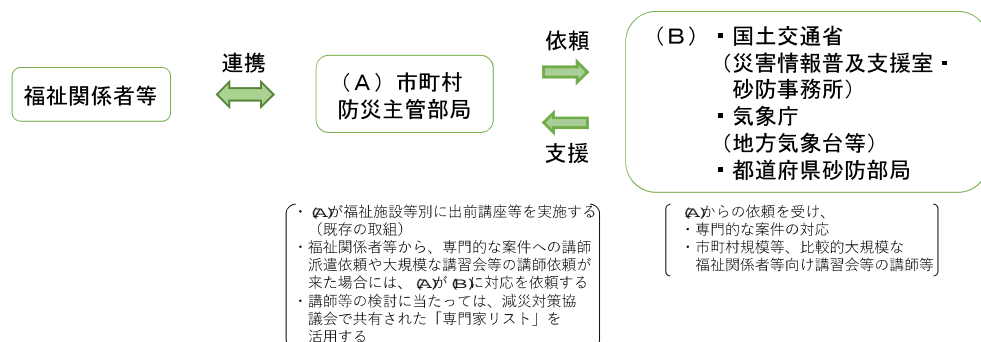 福祉関係者等
連携
(A)市町村
防災主管部局
依頼
支援
(B)・国土交通省
(災害情報普及支援室・
砂防事務所)
・気象庁
(地方気象台等)
・都道府県砂防部局
・(A)が福祉施設等別に出前講座等を実施する
(既存の取組)
・福祉関係者等から、専門的な案件への講師
派遣依頼や大規模な講習会等の講師依頼が
来た場合には、(A)が(B)に対応を依頼する
・講師等の検討に当たっては、減災対策協
議会で共有された「専門家リスト」を
活用する
(A)からの依頼を受け、
・専門的な案件の対応
・市町村規模等、比較的大規模な
福祉関係者等向け講習会等の講師等